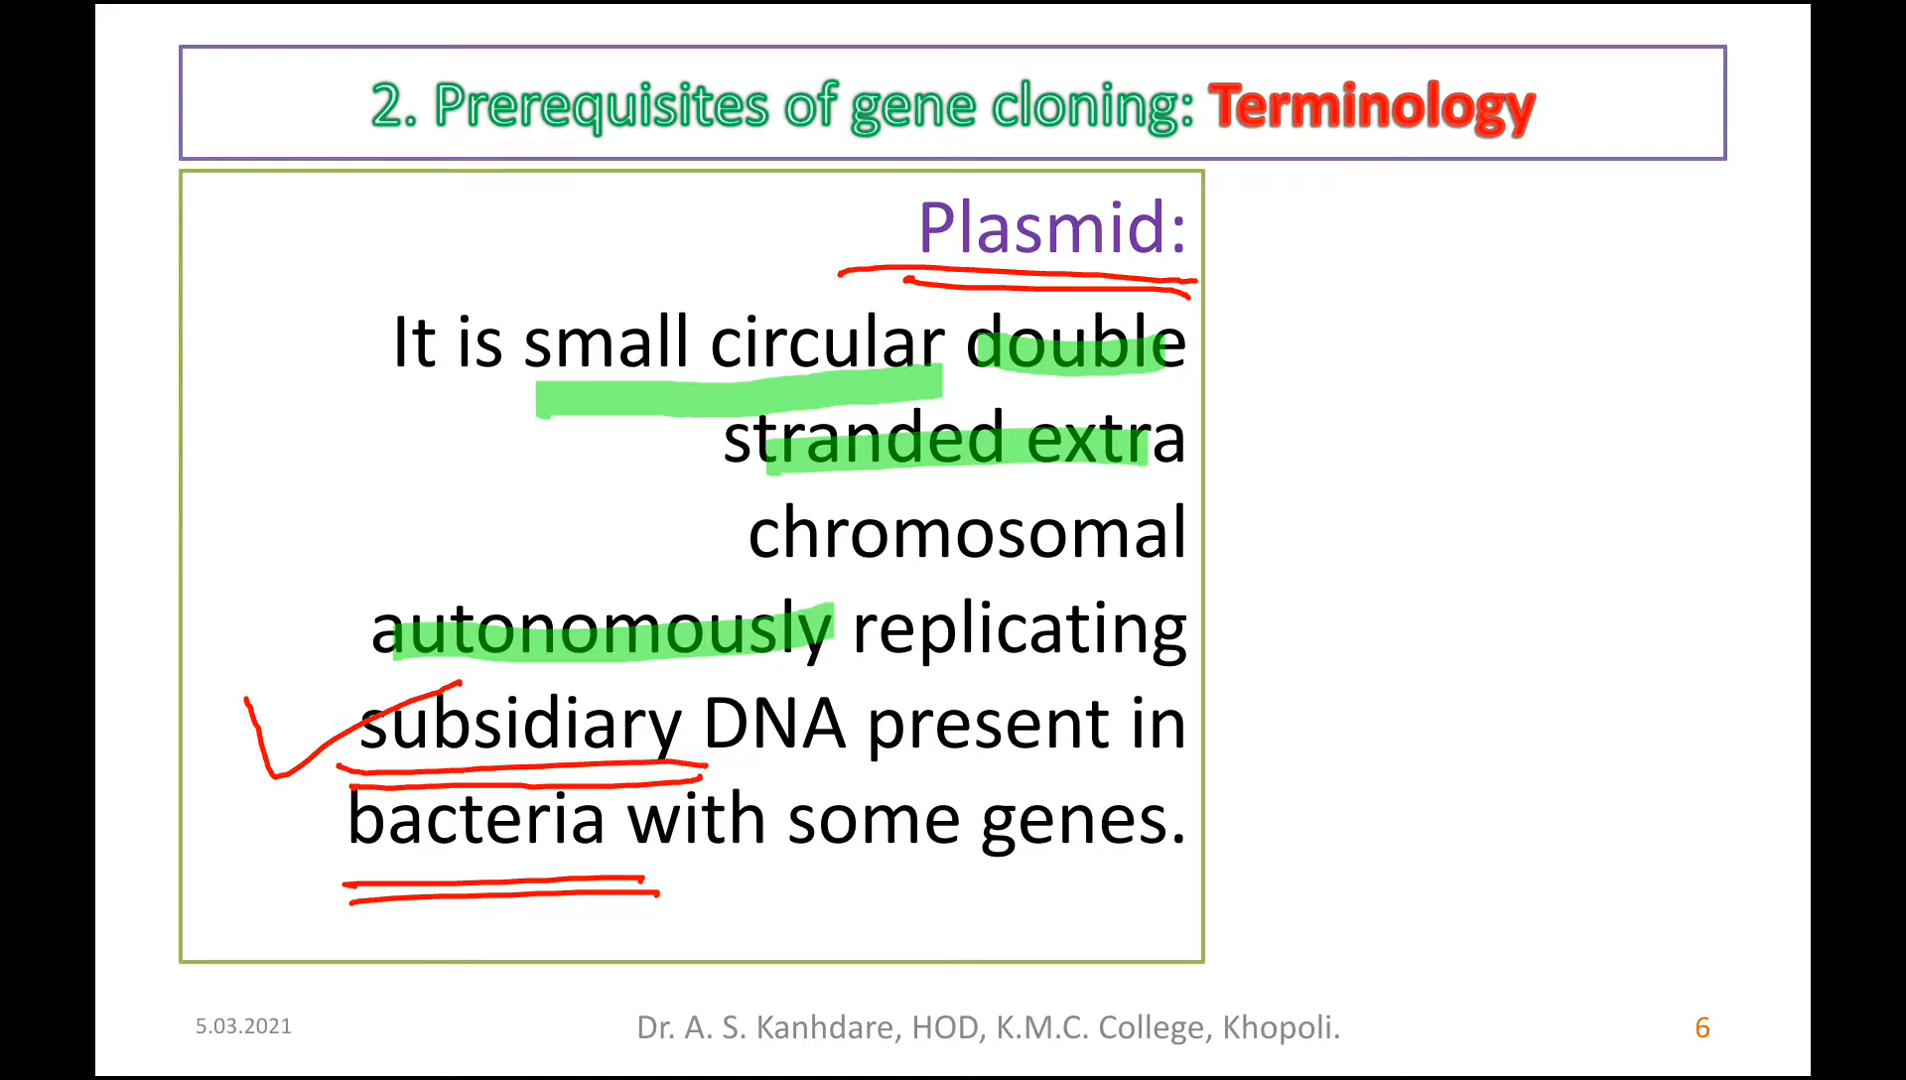 2. Prerequisites of gene cloning: Terminology
Plasmid:
It is small circular double
stranded extra
chromosomal
autonomously replicating
subsidiary DNA present in
bacteria with some genes.
5.03.2021
Dr. A. S. Kanhdare, HOD, K.M.C. College, Khopoli.
6